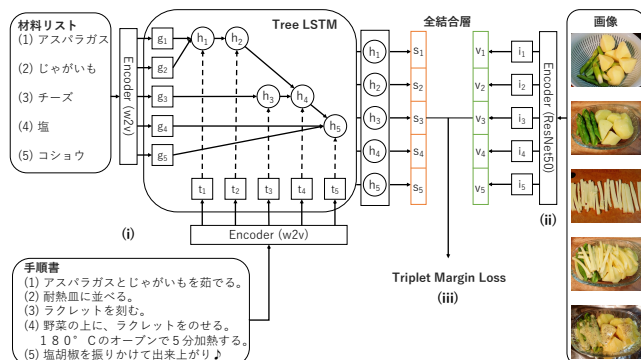 材料リスト
(1) アスパラガス
(2) じゃがいも
(3) チーズ
(4) 塩
(5) コショウ
Encoder (w2v)
g1
g2
g3
g4
g5
Tree LSTM
h1
h2
h3
h4
h5
t1
t2
t3
t4
t5
Encoder (w2v)
(i)
手順書
(1) アスパラガスとじゃがいもを茹でる。
(2) 耐熱皿に並べる。
(3) ラクレットを刻む。
(4) 野菜の上に、ラクレットをのせる。
180°Cのオーブンで5分加熱する。
(5) 塩胡椒を振りかけて出来上がり♪
全結合層
h1
h2
h3
h4
h5
s1
s2
s3
s4
s5
v1
v2
v3
v4
v5
i1
i2
i3
i4
i5
Encoder (ResNet50)
(ii)
Triplet Margin Loss
(iii)
画像